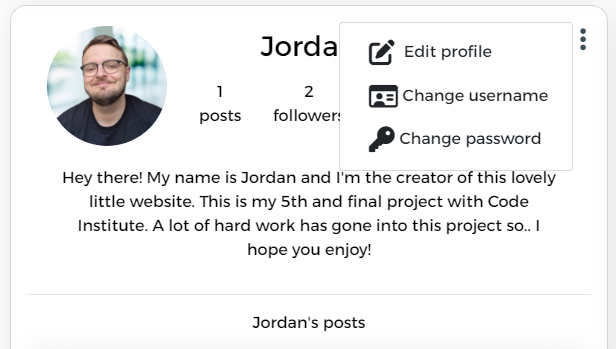 Jorda
1
posts
2
followers
Edit profile
Change username
Change password
Hey there! My name is Jordan and I'm the creator of this lovely
little website. This is my 5th and final project with Code
Institute. A lot of hard work has gone into this project so.. I
hope you enjoy!
Jordan's posts